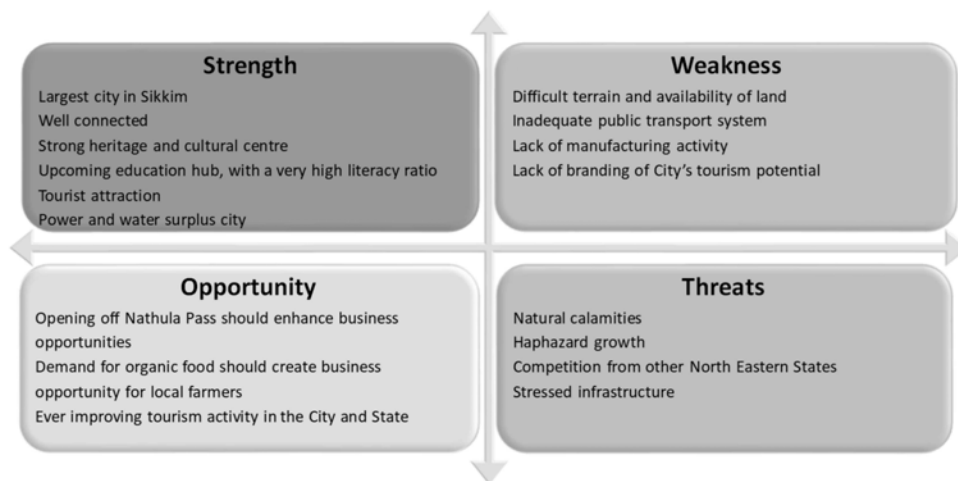 Strength
Largest city in Sikkim
Well connected
Strong heritage and cultural centre
Upcoming education hub, with a very high literacy ratio
Tourist attraction
Power and water surplus city
Weakness
Difficult terrain and availability of land
Inadequate public transport system
Lack of manufacturing activity
Lack of branding of City's tourism potential
Opportunity
Opening off Nathula Pass should enhance business
opportunities
Demand for organic food should create business
opportunity for local farmers
Ever improving tourism activity in the City and State
Threats
Natural calamities
Haphazard growth
Competition from other North Eastern States
Stressed infrastructure